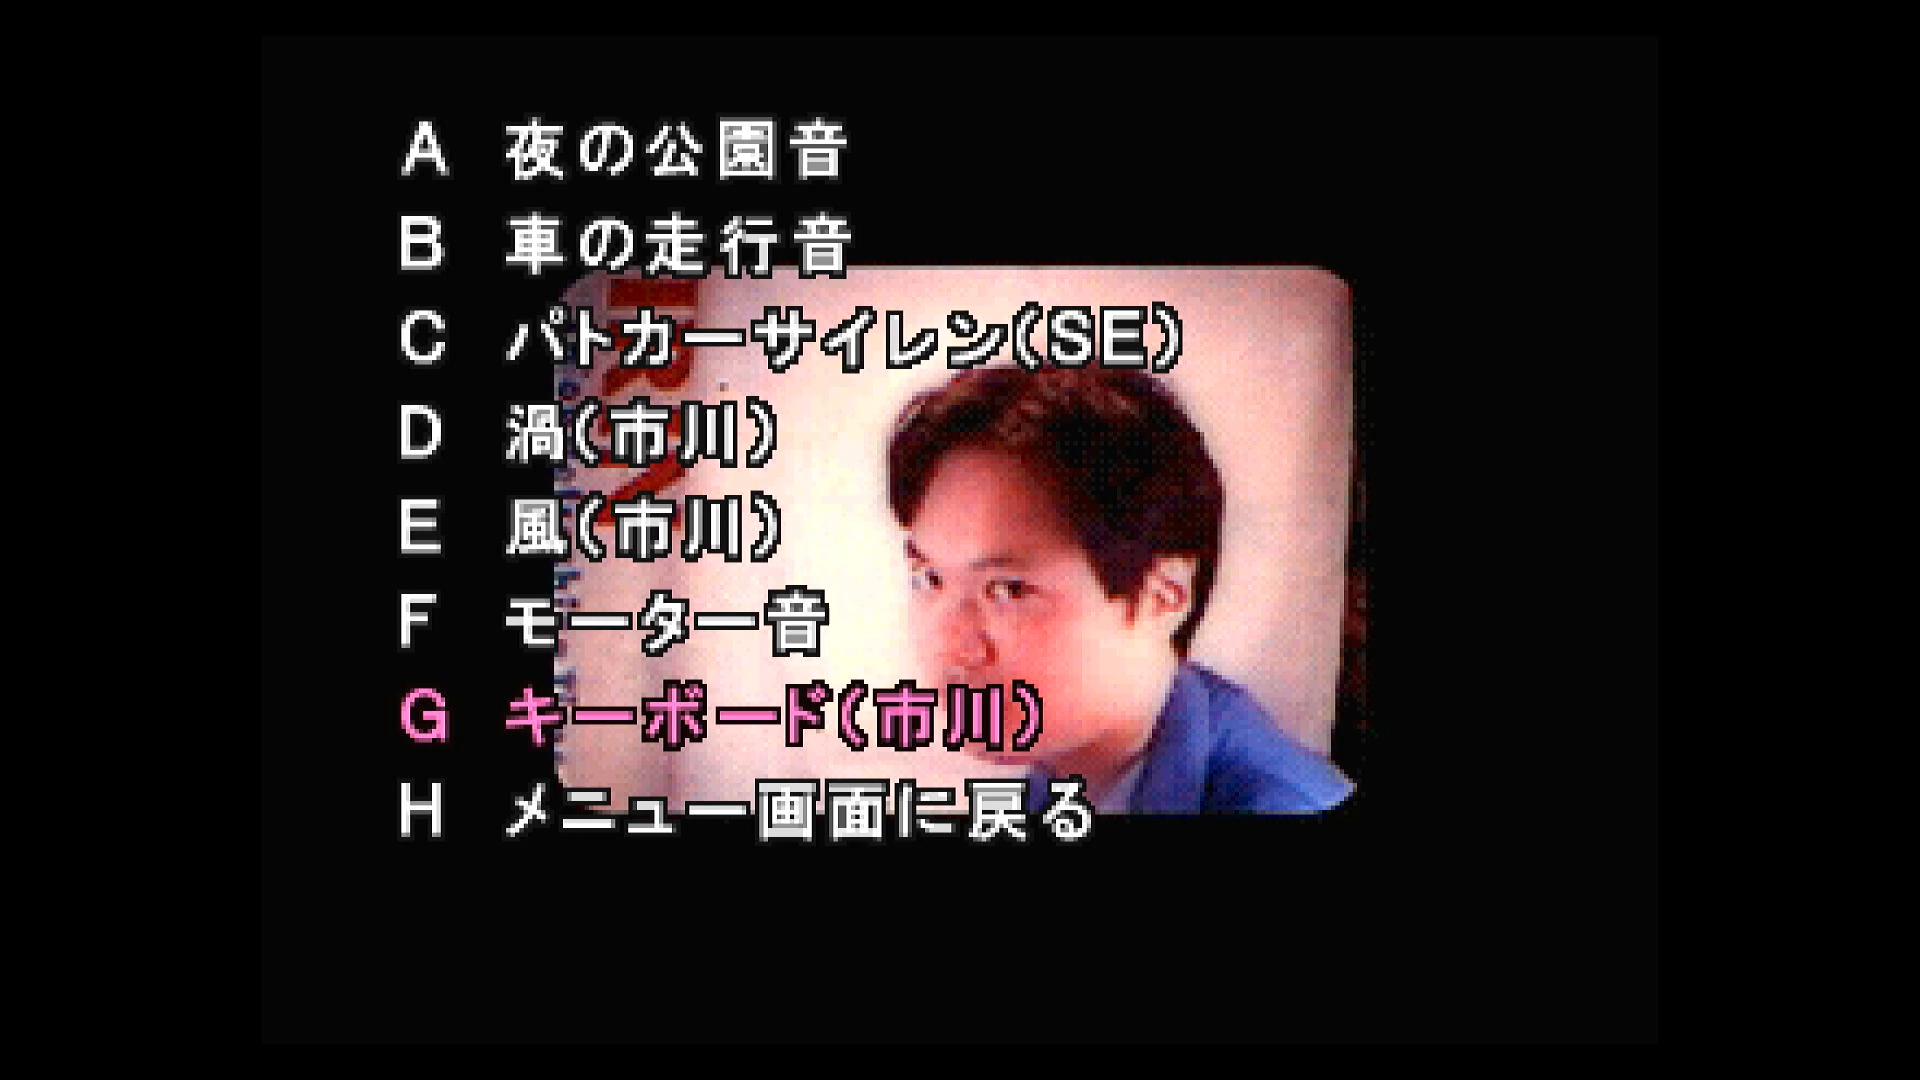 A 夜の公園音
B 車の走行音
C パトカーサイレン(SE)
D 渦(市川)
E 風(市川)
F モーター音
G キーボード(市川)
H メニュー画面に戻る